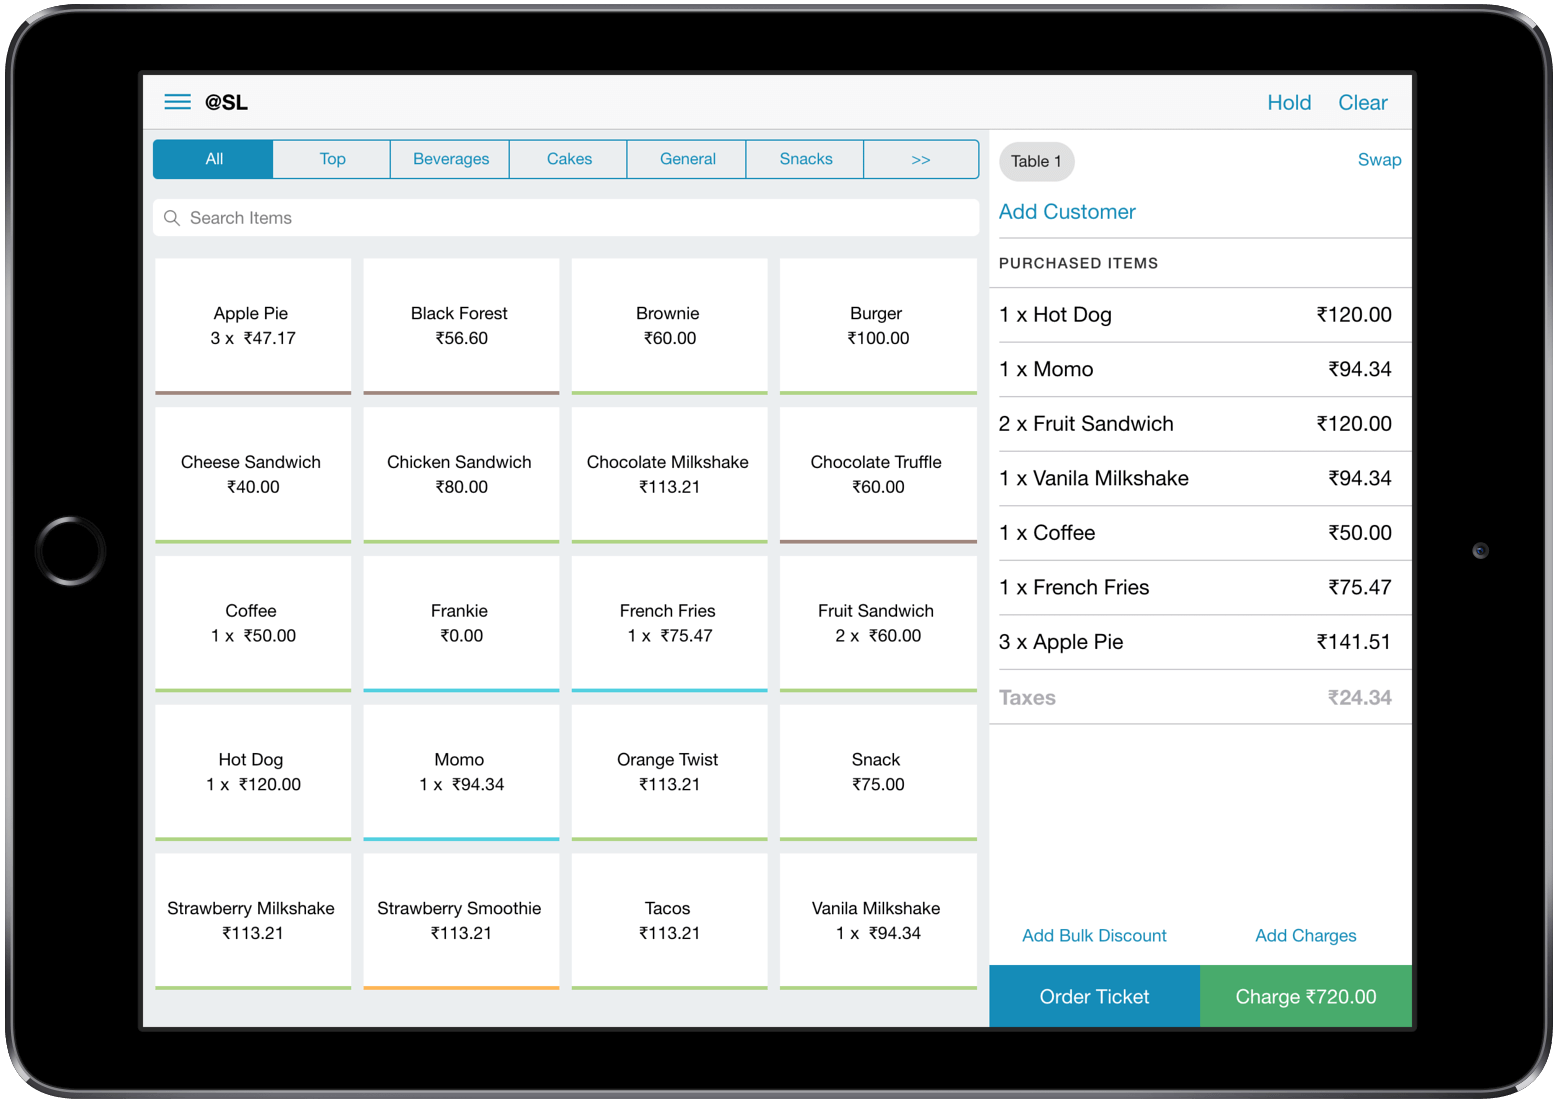 @SL
Hold Clear
All Top Beverages Cakes General Snacks >>
Search Items
Apple Pie
3 x ₹47.17
Black Forest
₹56.60
Brownie
₹60.00
Burger
₹100.00
Cheese Sandwich
₹40.00
Chicken Sandwich
₹80.00
Chocolate Milkshake
₹113.21
Chocolate Truffle
₹60.00
Coffee
1 x ₹50.00
Frankie
₹0.00
French Fries
1 x ₹75.47
Fruit Sandwich
2 x ₹60.00
Hot Dog
1 x ₹120.00
Momo
1 x ₹94.34
Orange Twist
₹113.21
Snack
₹75.00
Strawberry Milkshake
₹113.21
Strawberry Smoothie
₹113.21
Tacos
₹113.21
Vanila Milkshake
1 x ₹94.34
Table 1 Swap
Add Customer
PURCHASED ITEMS
1 x Hot Dog ₹120.00
1 x Momo ₹94.34
2 x Fruit Sandwich ₹120.00
1 x Vanila Milkshake ₹94.34
1 x Coffee ₹50.00
1 x French Fries ₹75.47
3 x Apple Pie ₹141.51
Taxes ₹24.34
Add Bulk Discount Add Charges
Order Ticket Charge ₹720.00